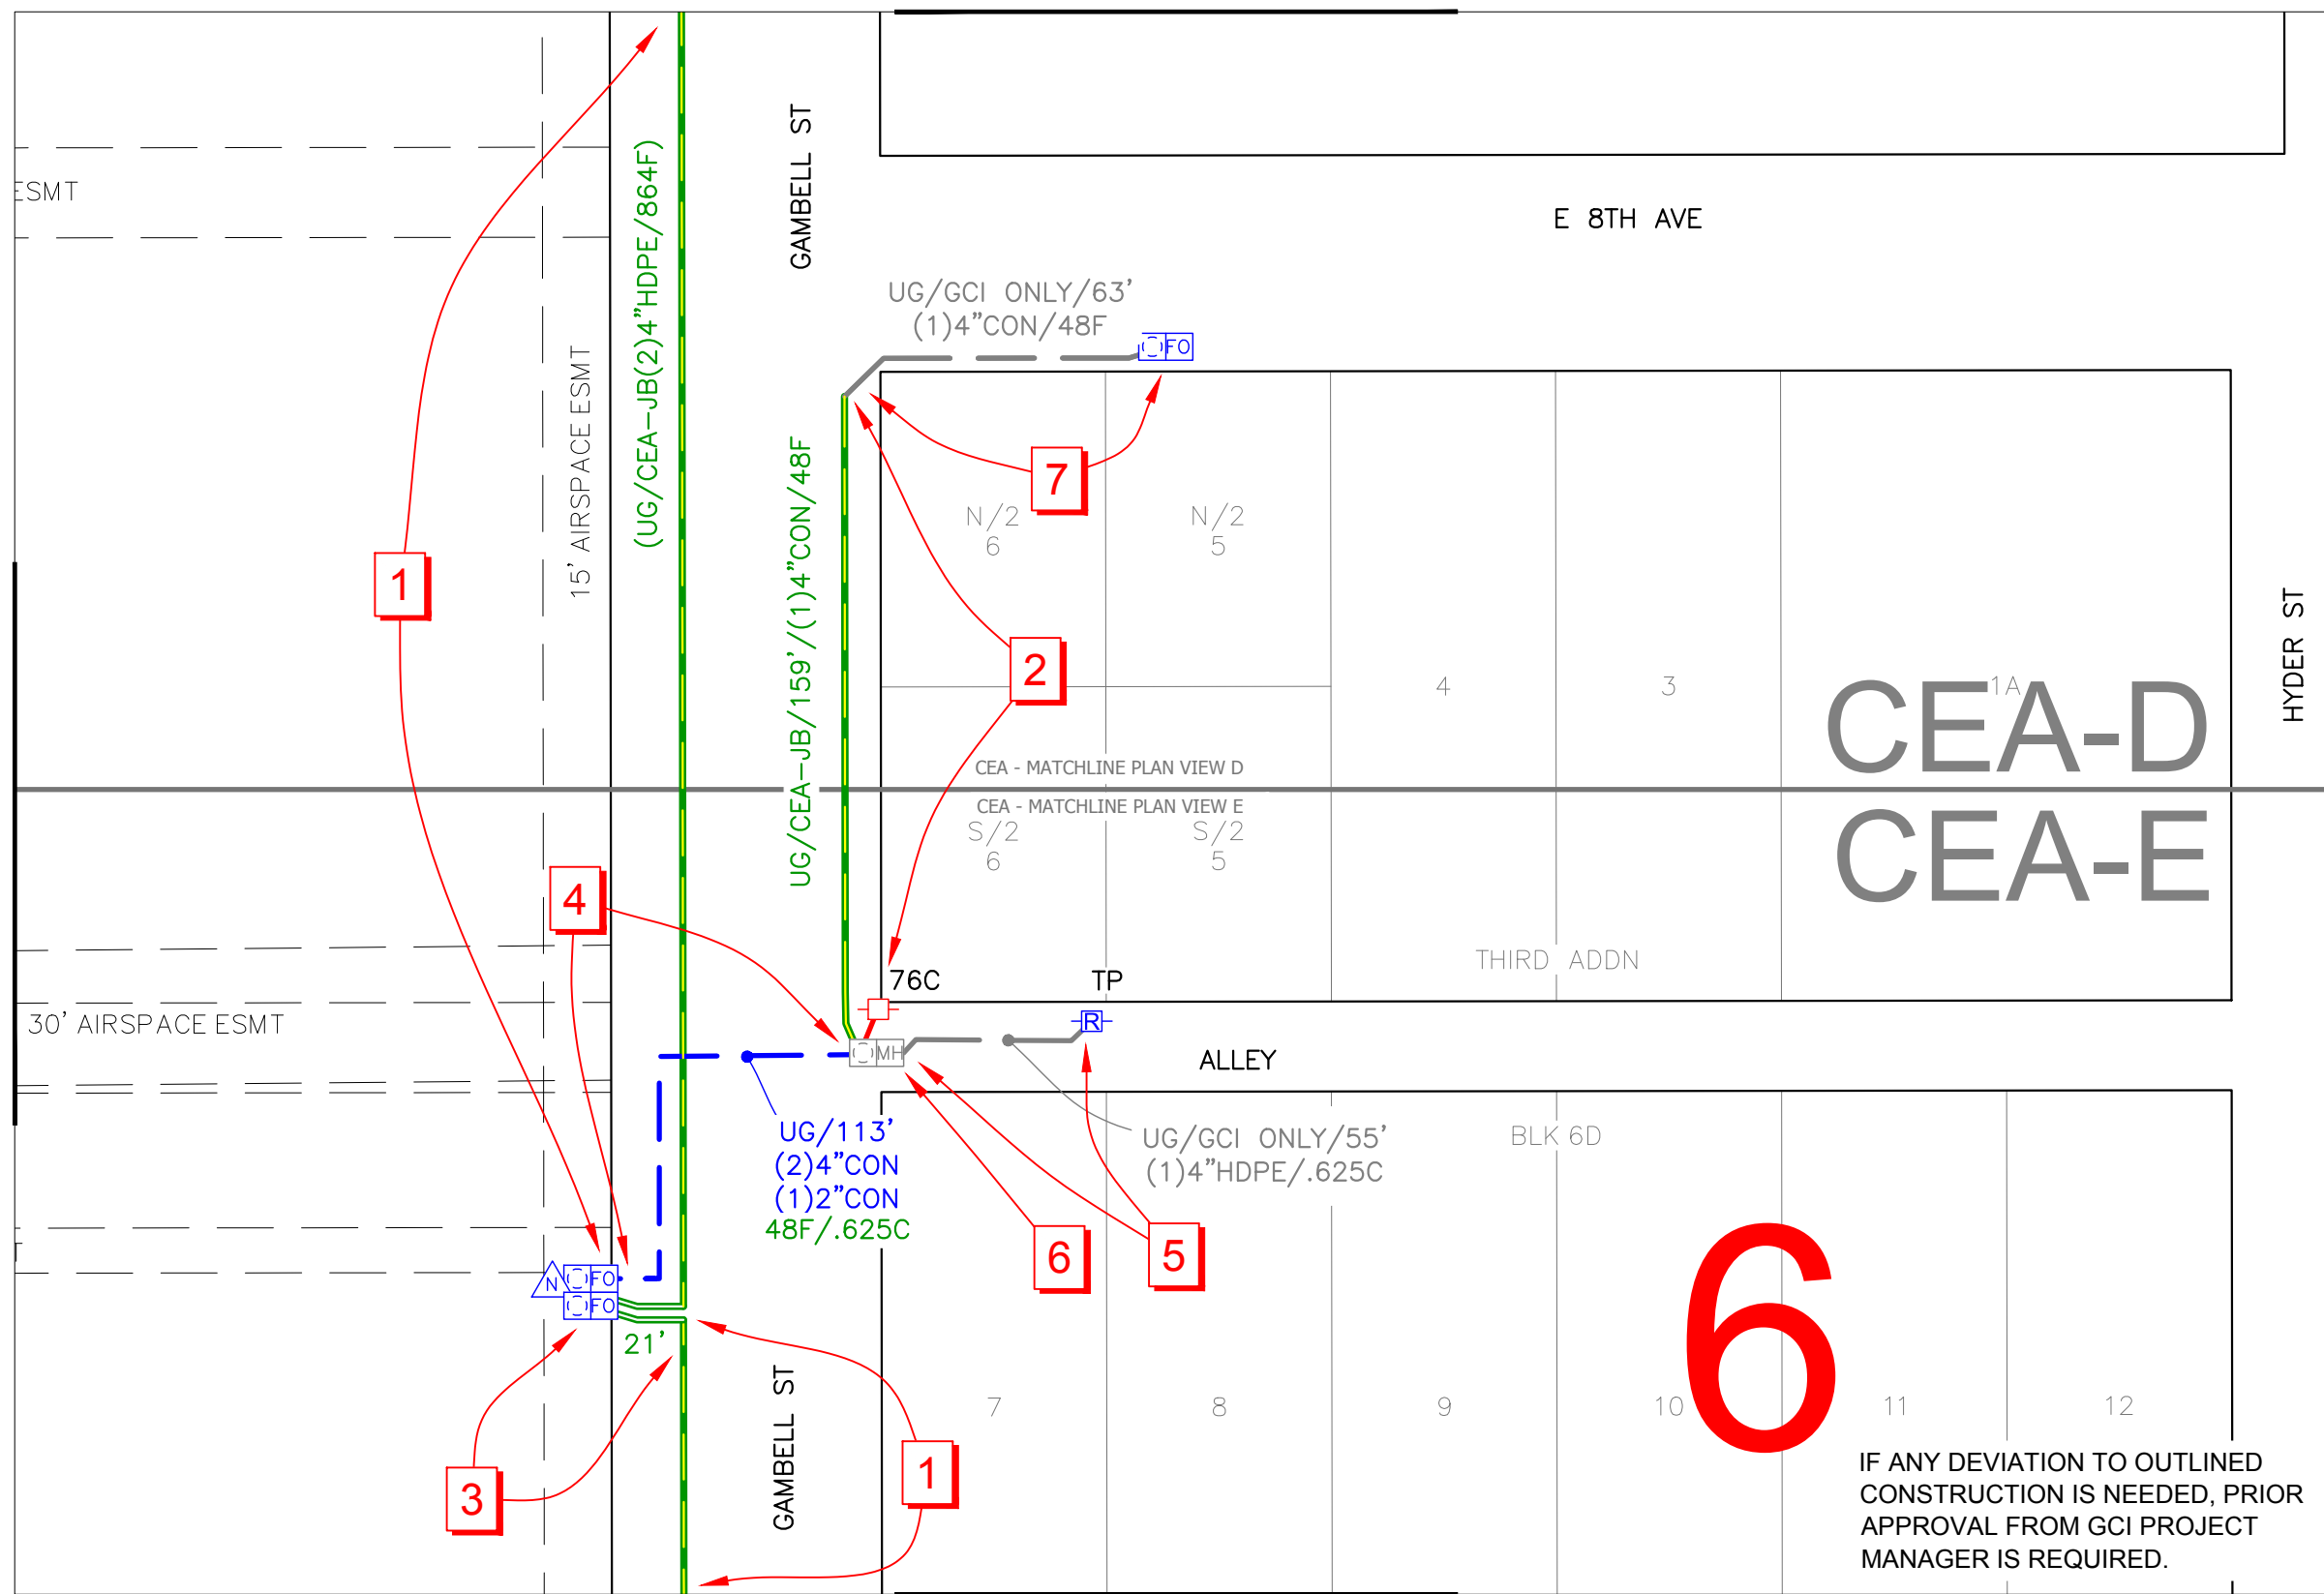 ESMT
GAMBELL ST
E 8TH AVE
(UG/CEA-JB(2)4"HDPE/864F)
15' AIRSPACE ESMT
UG/GCI ONLY/63'
(1)4"CON/48F
FO
7
1
N/2
6
N/2
5
UG/CEA-JB/159'/(1)4"CON/48F
2
4
3
1A
HYDER ST
CEA-D
CEA - MATCHLINE PLAN VIEW D
CEA - MATCHLINE PLAN VIEW E
CEA-E
S/2
6
S/2
5
4
THIRD ADDN
76C
TP
30' AIRSPACE ESMT
R
MH
ALLEY
UG/113'
(2)4"CON
(1)2"CON
48F/.625C
UG/GCI ONLY/55'
(1)4"HDPE/.625C
BLK 6D
6
5
N
FO
FO
21'
6
GAMBELL ST
7
8
9
10
11
12
3
1
IF ANY DEVIATION TO OUTLINED
CONSTRUCTION IS NEEDED, PRIOR
APPROVAL FROM GCI PROJECT
MANAGER IS REQUIRED.